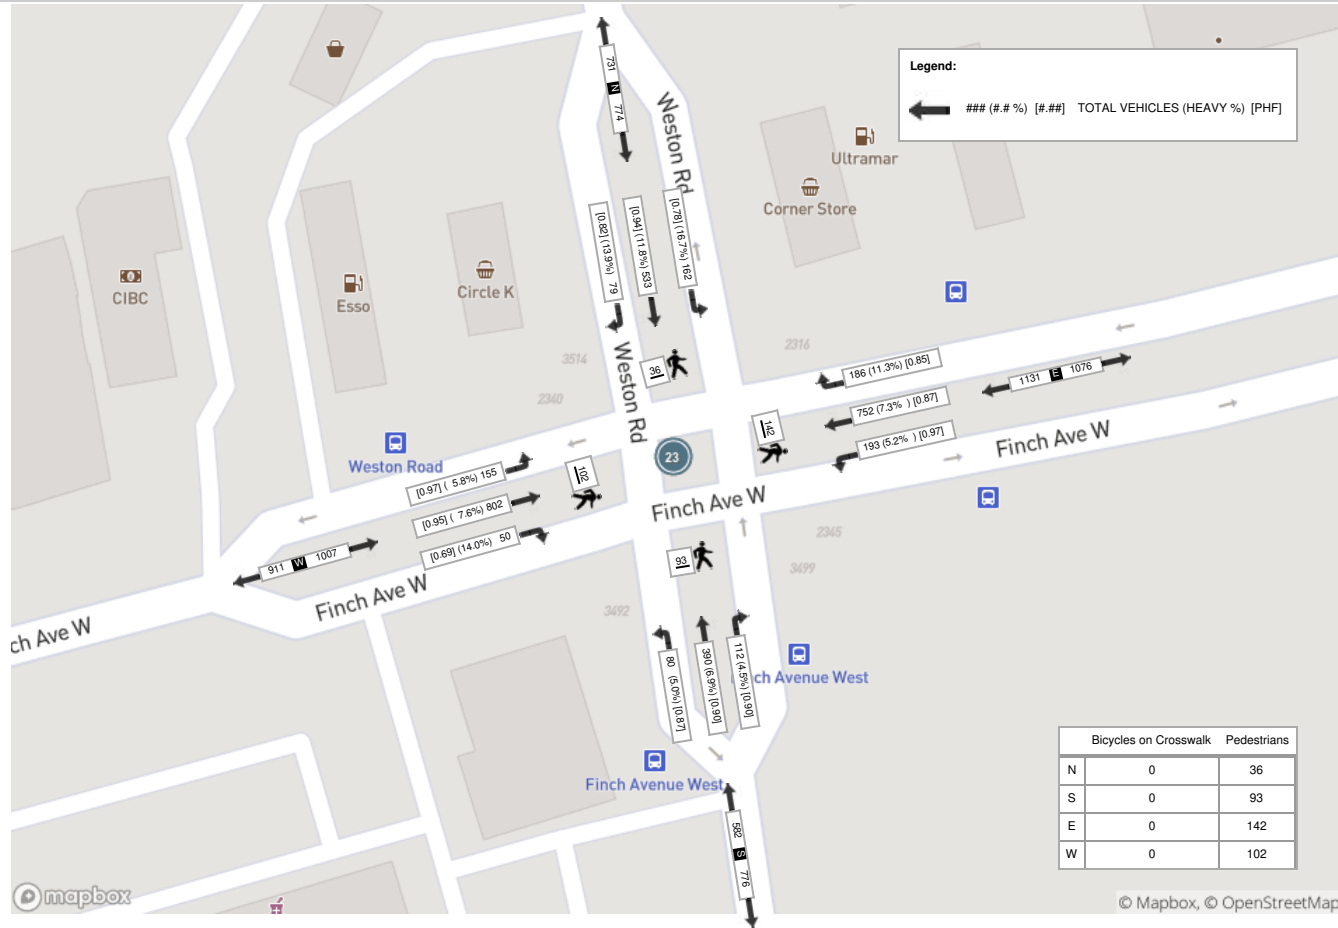 Legend:
### (#.# %) [#.##] TOTAL VEHICLES (HEAVY %) [PHF]
731 N 774
Weston Rd
Ultramar
Corner Store
[0.82] (13.9%) 79
[0.94] (11.8%) 533
[0.78] (16.7%) 162
CIBC
Esso
Circle K
3514
2316
36
186 (11.3%) [0.85]
1131 E 1076
2340
Weston Rd
752 (7.3% ) [0.87]
142
193 (5.2% ) [0.97]
Finch Ave W
Weston Road
23
[0.97] ( 5.8%) 155
102
[0.95] ( 7.6%) 802
Finch Ave W
[0.69] (14.0%) 50
2345
911 W 1007
93
3499
Finch Ave W
3492
ch Ave W
80 (5.0%) [0.87]
390 (6.9%) [0.90]
112 (4.5%) [0.90]
ch Avenue West
Finch Avenue West
582 S 776
Bicycles on Crosswalk Pedestrians
N 0 36
S 0 93
E 0 142
W 0 102
mapbox
© Mapbox, © OpenStreetMap